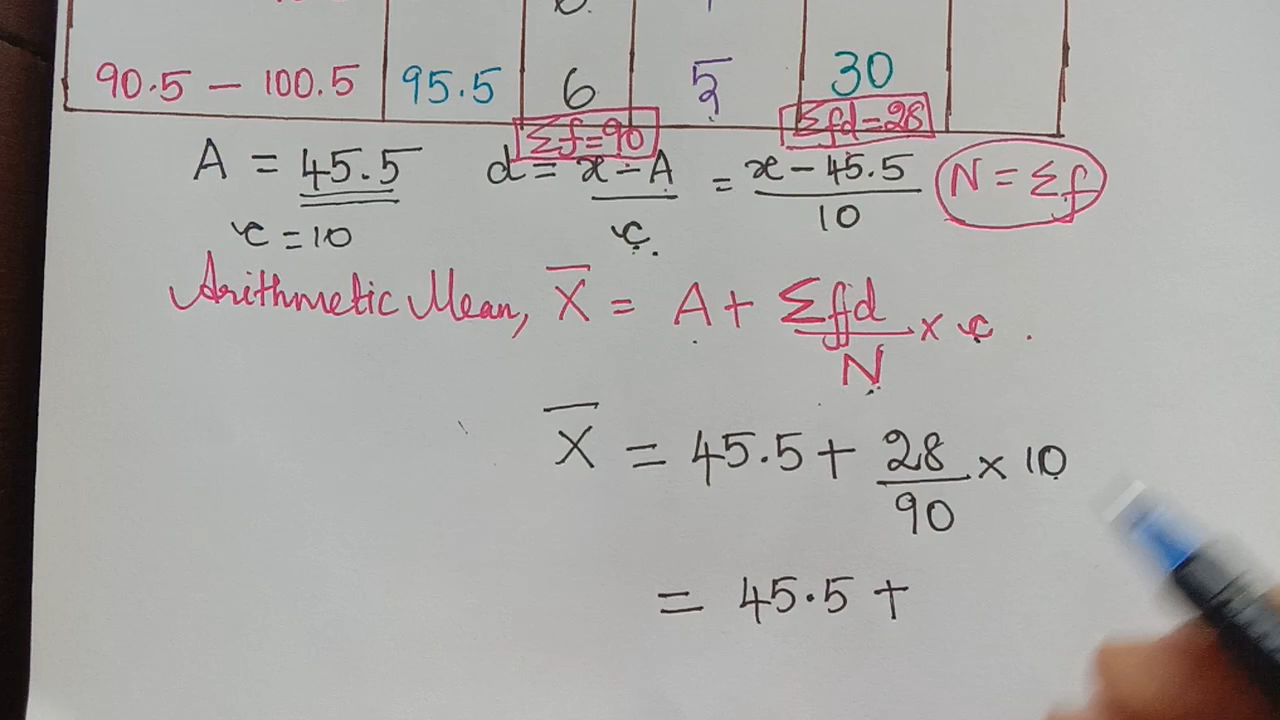 90.5 – 100.5 95.5 6 5 30
Σf=90 Σfd=28
A = 45.5 d = x – A / c = x – 45.5 / 10 N = Σf
c = 10
Arithmetic Mean, X̄ = A + Σfd / N × c .
X̄ = 45.5 + 28 / 90 × 10
= 45.5 +